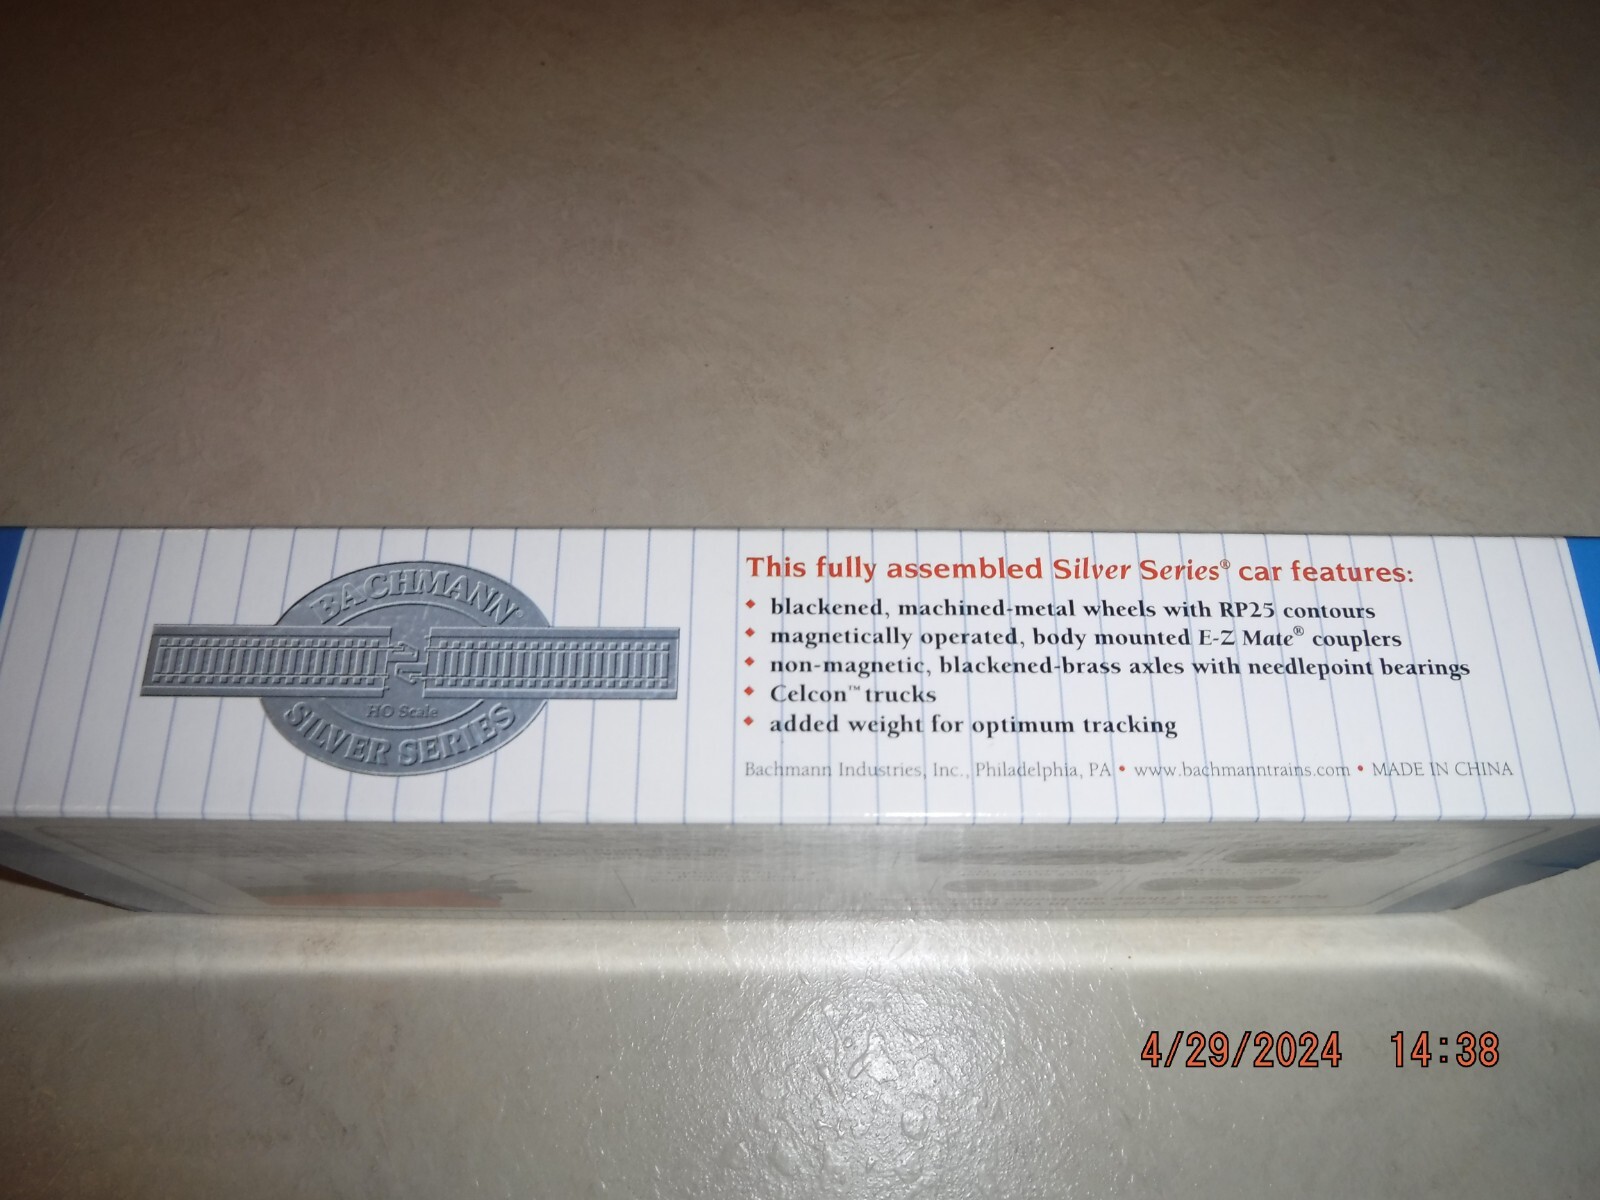 BACHMANN®
HO Scale
SILVER SERIES
This fully assembled Silver Series® car features:
blackened, machined-metal wheels with RP25 contours
magnetically operated, body mounted E-Z Mate® couplers
non-magnetic, blackened-brass axles with needlepoint bearings
Celcon™ trucks
added weight for optimum tracking
Bachmann Industries, Inc., Philadelphia, PA • www.bachmanntrains.com • MADE IN CHINA
4/29/2024 14:38